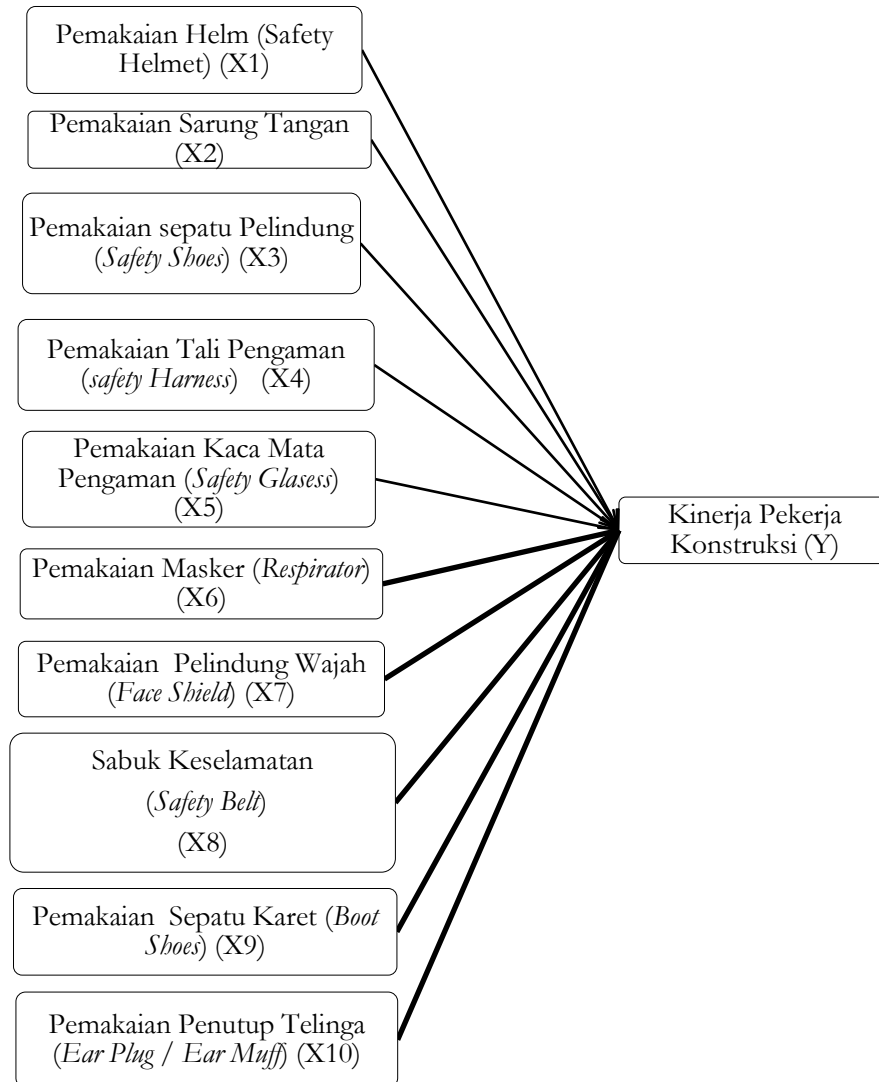 Pemakaian Helm (Safety
Helmet) (X1)
Pemakaian Sarung Tangan
(X2)
Pemakaian sepatu Pelindung
(Safety Shoes) (X3)
Pemakaian Tali Pengaman
(safety Harness) (X4)
Pemakaian Kaca Mata
Pengaman (Safety Glasess)
(X5)
Pemakaian Masker (Respirator)
(X6)
Pemakaian Pelindung Wajah
(Face Shield) (X7)
Sabuk Keselamatan
(Safety Belt)
(X8)
Pemakaian Sepatu Karet (Boot
Shoes) (X9)
Pemakaian Penutup Telinga
(Ear Plug / Ear Muff) (X10)
Kinerja Pekerja
Konstruksi (Y)